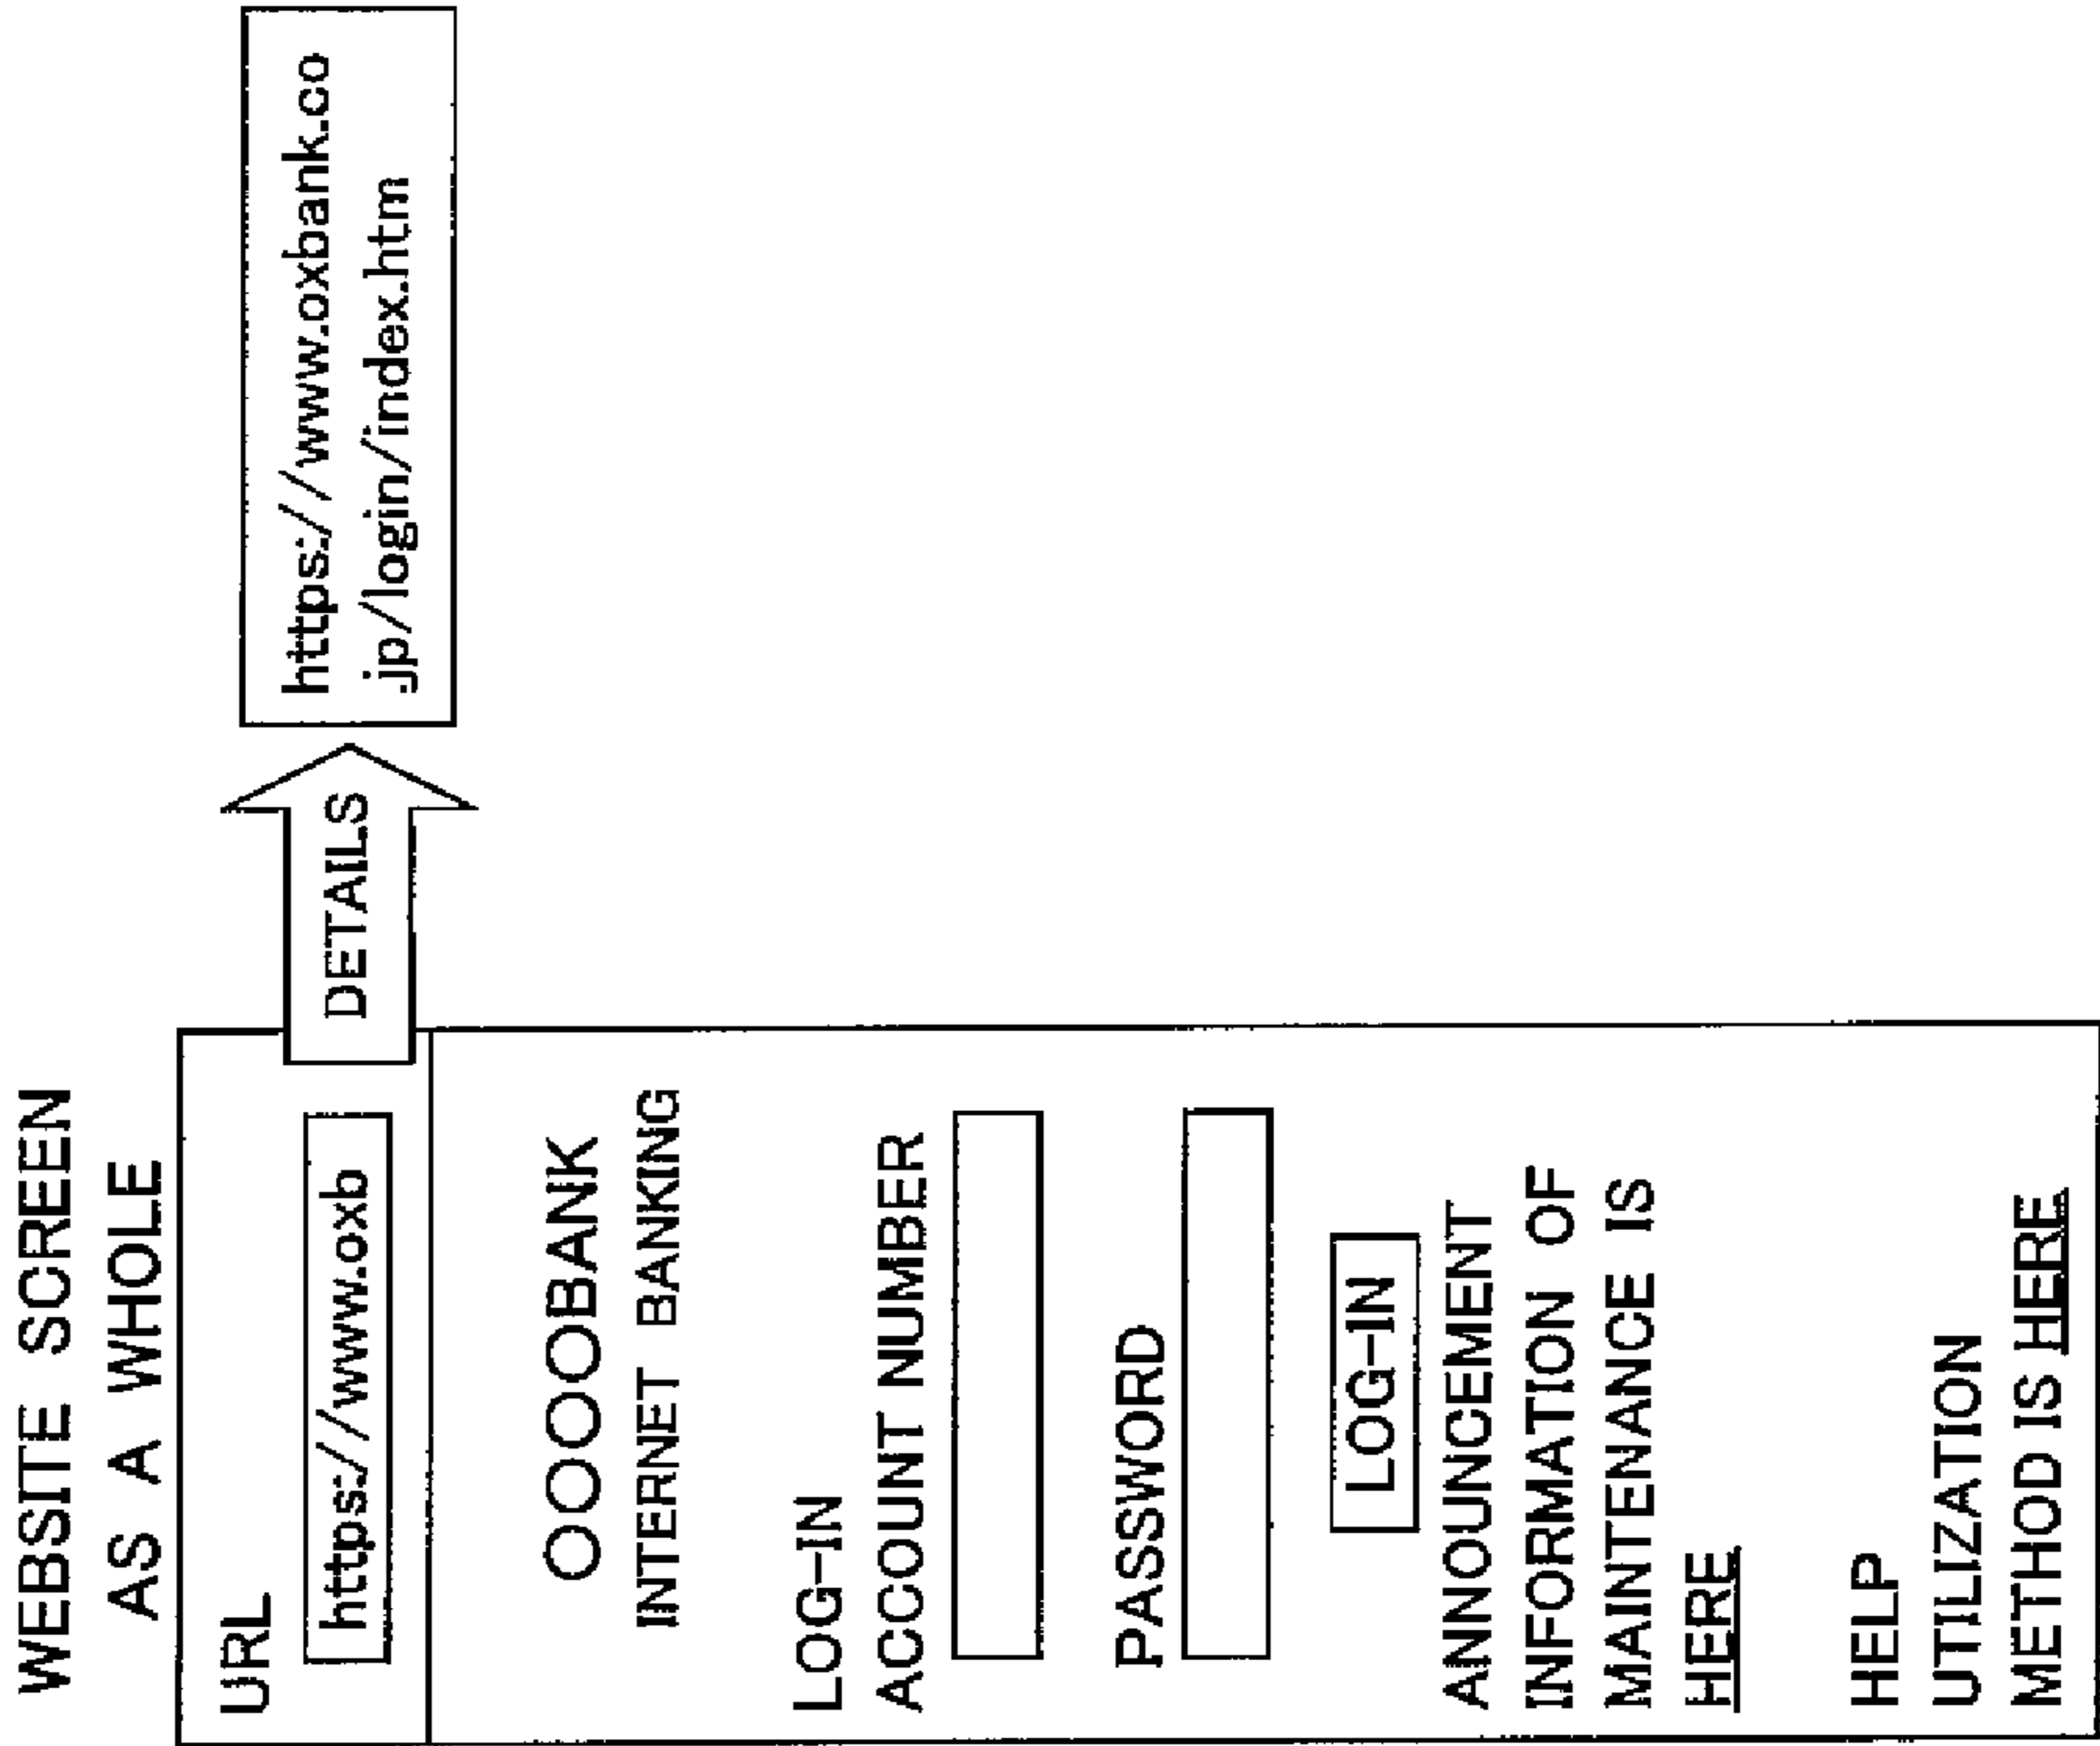 WEBSITE SCREEN
AS A WHOLE
URL
https://www.oxb
DETAILS
https://www.oxbank.co
.jp/login/index.htm
○○○○BANK
INTERNET BANKING
LOG-IN
ACCOUNT NUMBER
PASSWORD
LOG-IN
ANNOUNCEMENT
INFORMATION OF
MAINTENANCE IS
HERE
HELP
UTILIZATION
METHOD IS HERE